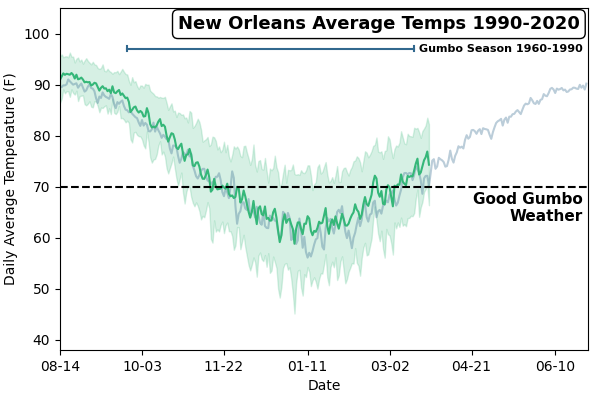 New Orleans Average Temps 1990-2020
Gumbo Season 1960-1990
Good Gumbo
Weather
Daily Average Temperature (F)
100
90
80
70
60
50
40
08-14 10-03 11-22 01-11 03-02 04-21 06-10
Date